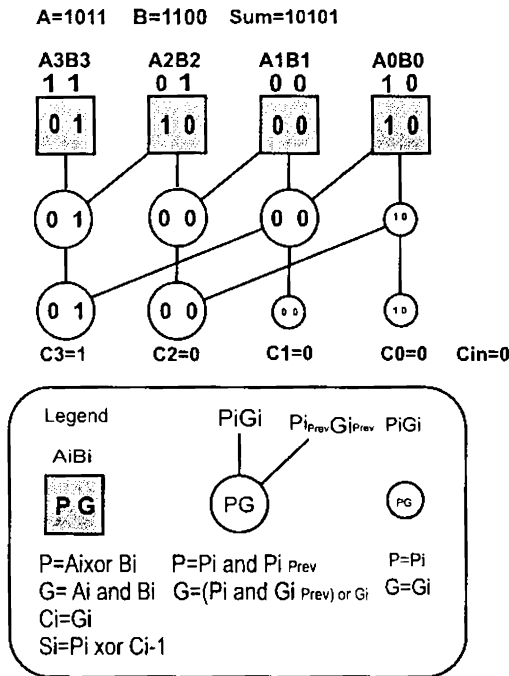 A=1011 B=1100 Sum=10101
A3B3 A2B2 A1B1 A0B0
1 1 0 1 0 0 1 0
0 1 1 0 0 0 1 0
0 1 0 0 0 0 1 0
0 1 0 0 0 0 1 0
C3=1 C2=0 C1=0 C0=0 Cin=0
Legend PiGi PiPrevGiPrev PiGi
AiBi
PG PG PG
P=Aixor Bi P=Pi and Pi Prev P=Pi
G= Ai and Bi G=(Pi and Gi Prev) or Gi G=Gi
Ci=Gi
Si=Pi xor Ci-1